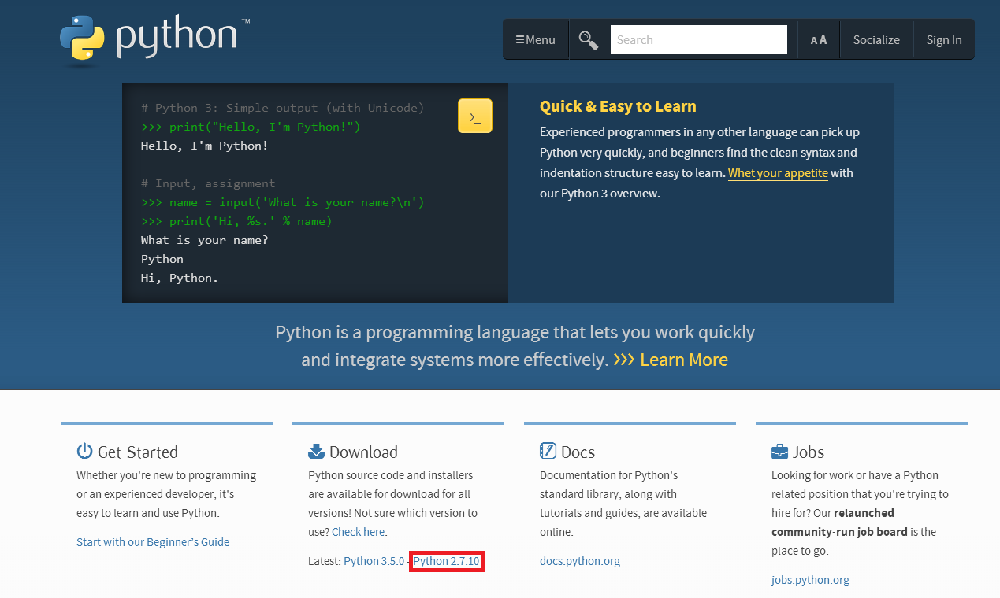 python™
≡Menu
Search
A A
Socialize
Sign In
# Python 3: Simple output (with Unicode)
>>> print("Hello, I'm Python!")
Hello, I'm Python!
# Input, assignment
>>> name = input('What is your name?\n')
>>> print('Hi, %s.' % name)
What is your name?
Python
Hi, Python.
>_
Quick & Easy to Learn
Experienced programmers in any other language can pick up
Python very quickly, and beginners find the clean syntax and
indentation structure easy to learn. Whet your appetite with
our Python 3 overview.
Python is a programming language that lets you work quickly
and integrate systems more effectively. >>> Learn More
Get Started
Whether you're new to programming
or an experienced developer, it's
easy to learn and use Python.
Start with our Beginner’s Guide
Download
Python source code and installers
are available for download for all
versions! Not sure which version to
use? Check here.
Latest: Python 3.5.0 - Python 2.7.10
Docs
Documentation for Python's
standard library, along with
tutorials and guides, are available
online.
docs.python.org
Jobs
Looking for work or have a Python
related position that you're trying to
hire for? Our relaunched
community-run job board is the
place to go.
jobs.python.org